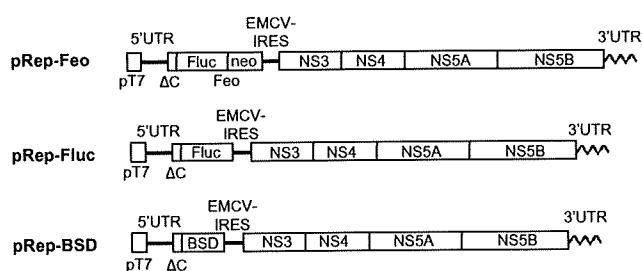 EMCV-
5'UTR IRES 3'UTR
pRep-Feo Fluc neo NS3 NS4 NS5A NS5B
pT7 ΔC Feo
EMCV-
5'UTR IRES 3'UTR
pRep-Fluc Fluc NS3 NS4 NS5A NS5B
pT7 ΔC
EMCV-
5'UTR IRES 3'UTR
pRep-BSD BSD NS3 NS4 NS5A NS5B
pT7 ΔC